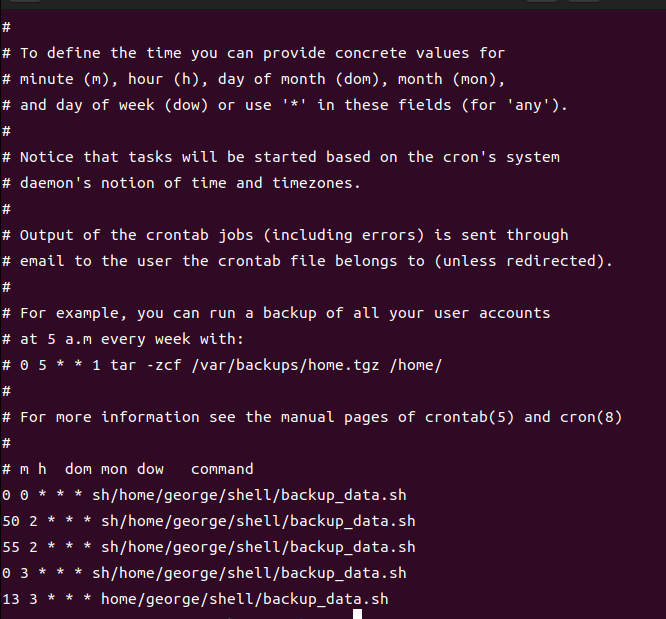 #
# To define the time you can provide concrete values for
# minute (m), hour (h), day of month (dom), month (mon),
# and day of week (dow) or use '*' in these fields (for 'any').
#
# Notice that tasks will be started based on the cron's system
# daemon's notion of time and timezones.
#
# Output of the crontab jobs (including errors) is sent through
# email to the user the crontab file belongs to (unless redirected).
#
# For example, you can run a backup of all your user accounts
# at 5 a.m every week with:
# 0 5 * * 1 tar -zcf /var/backups/home.tgz /home/
#
# For more information see the manual pages of crontab(5) and cron(8)
#
# m h  dom mon dow   command
0 0 * * * sh/home/george/shell/backup_data.sh
50 2 * * * sh/home/george/shell/backup_data.sh
55 2 * * * sh/home/george/shell/backup_data.sh
0 3 * * * sh/home/george/shell/backup_data.sh
13 3 * * * home/george/shell/backup_data.sh